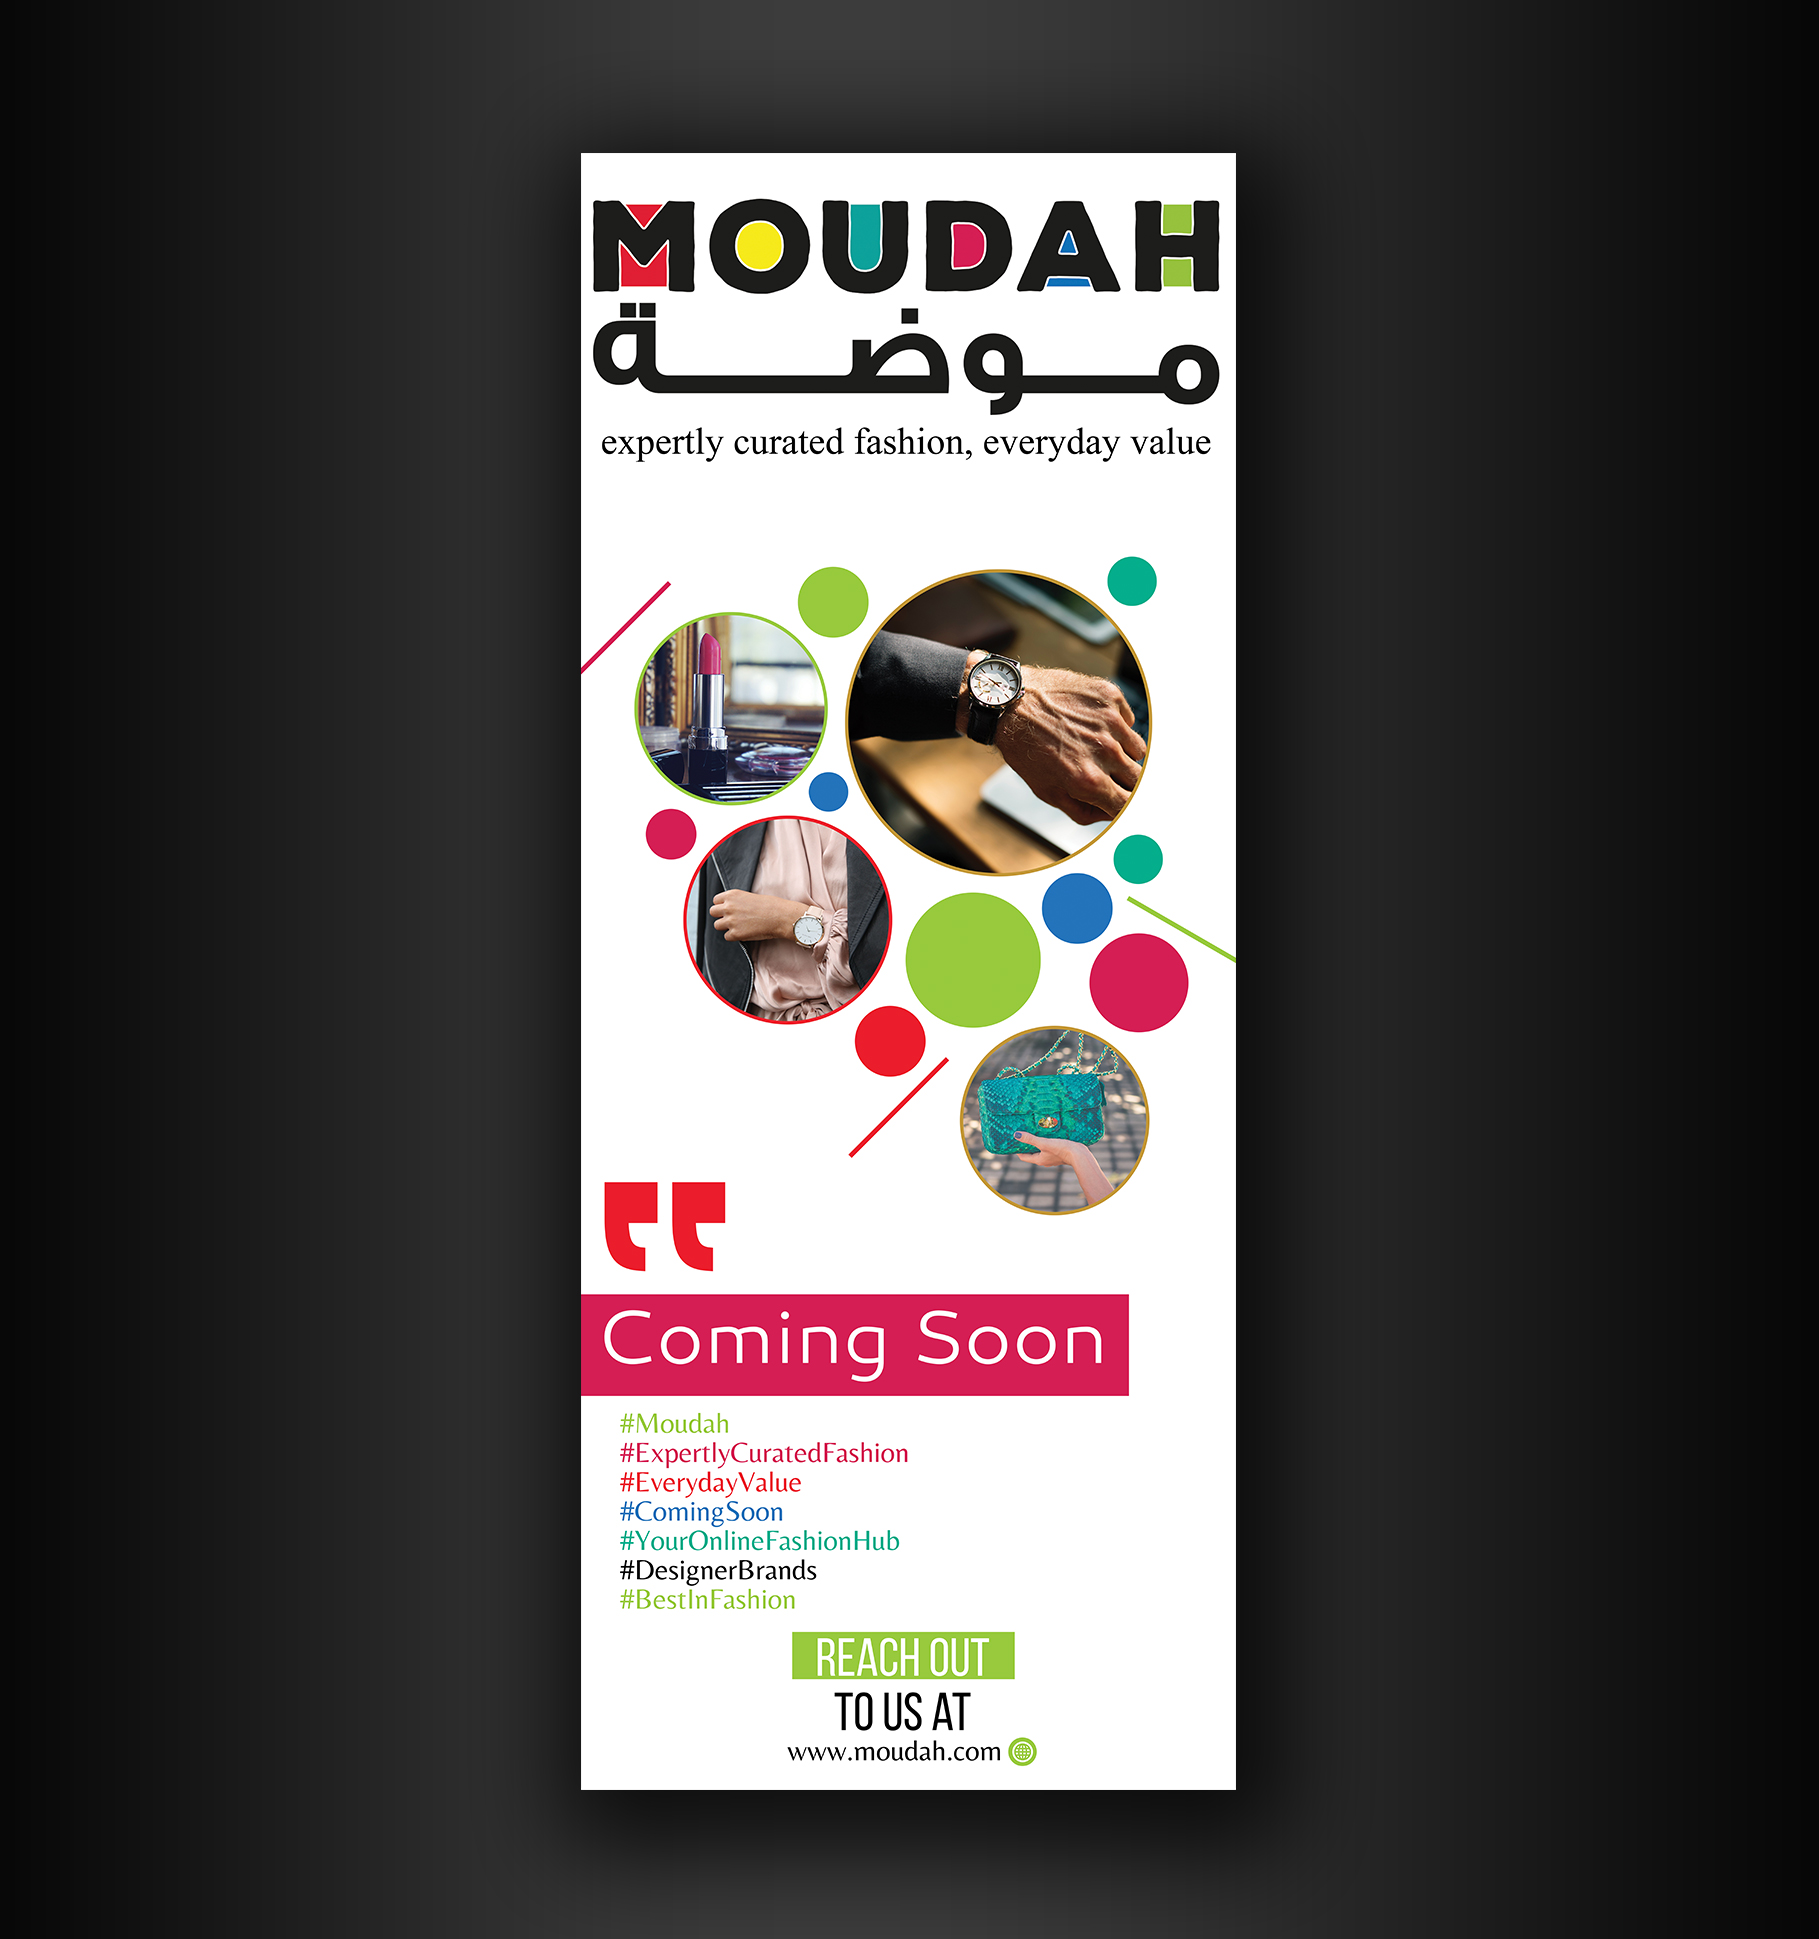 MOUDAH
موضة
expertly curated fashion, everyday value
Coming Soon
#Moudah
#ExpertlyCuratedFashion
#EverydayValue
#ComingSoon
#YourOnlineFashionHub
#DesignerBrands
#BestInFashion
REACH OUT
TO US AT
www.moudah.com